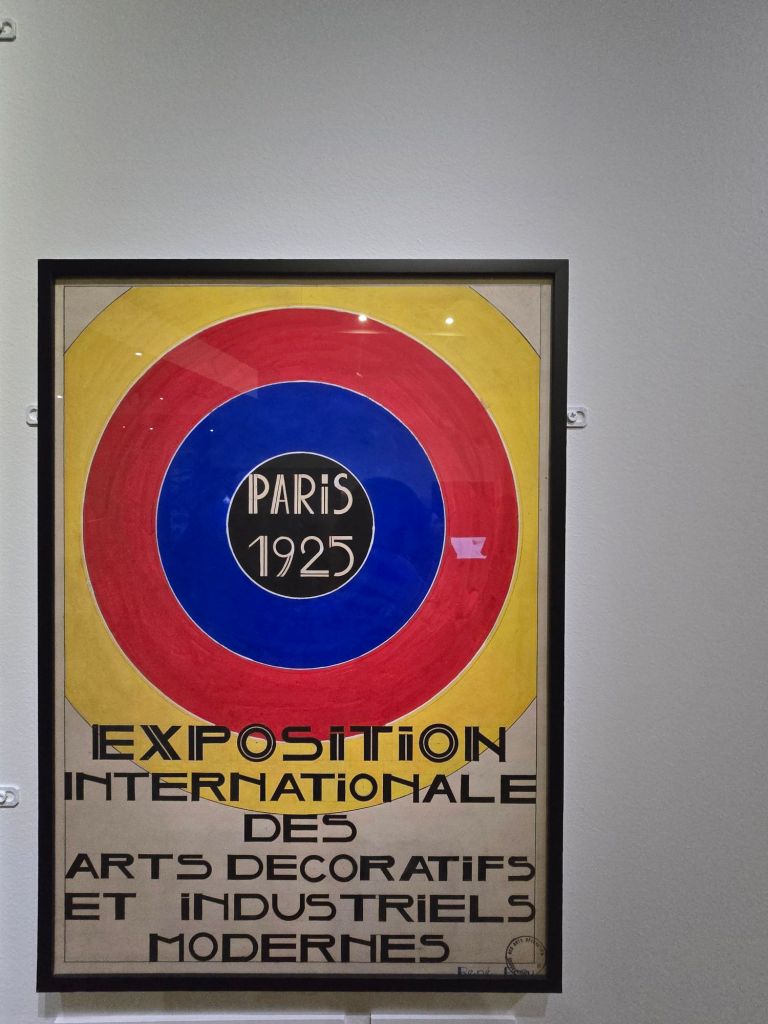 PARiS
1925
EXPOSiTiON
INTERNATiONALE
DES
ARTS DECORATiFS
ET iNDUSTRiELS
MODERNES